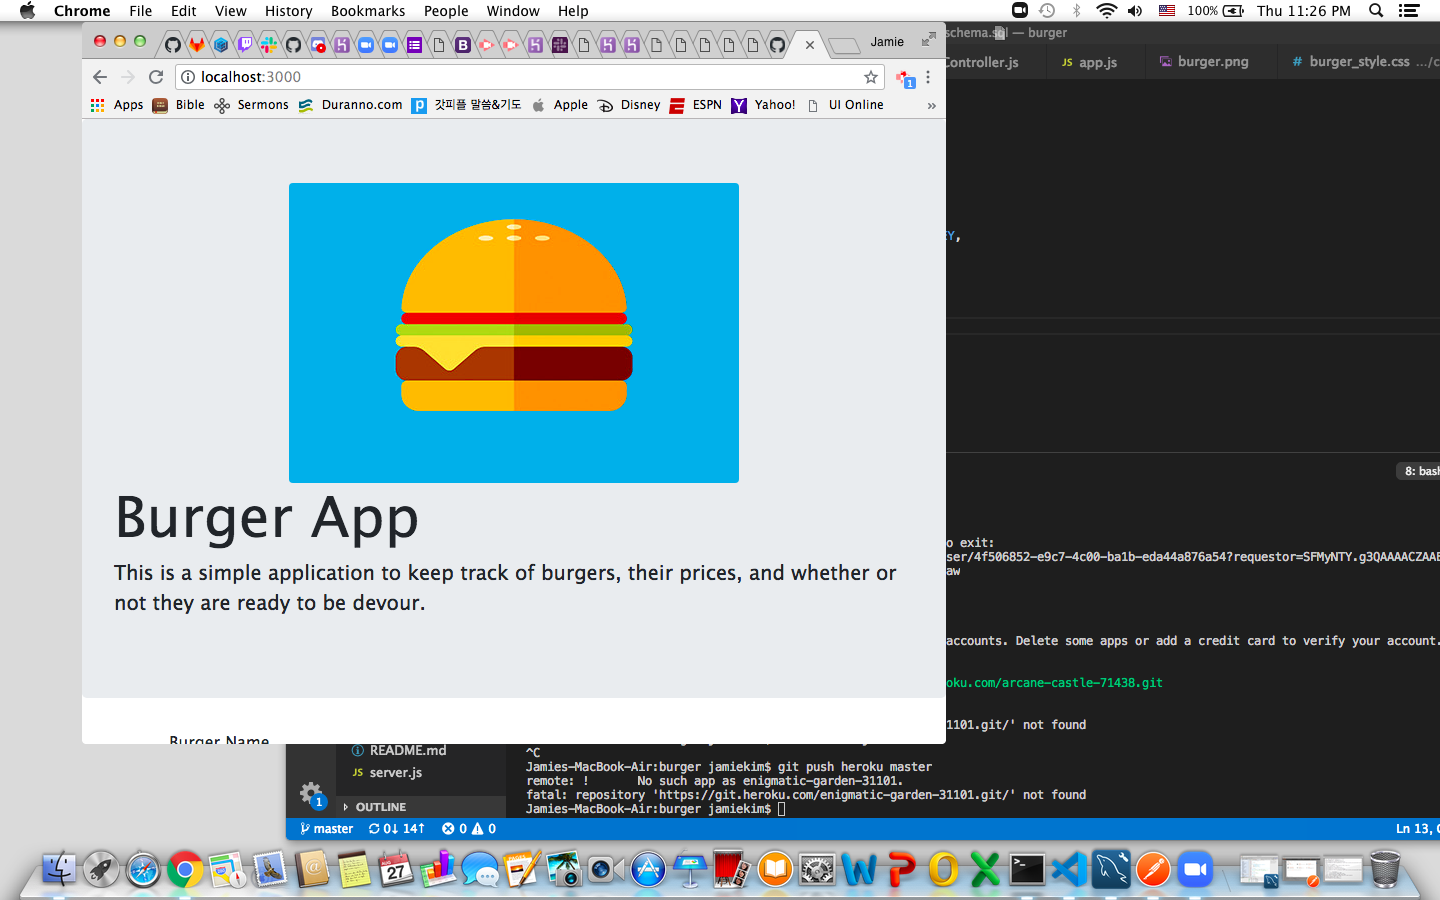 Chrome File Edit View History Bookmarks People Window Help 100% Thu 11:26 PM
schema.sql — burger
Jamie
Controller.js JS app.js burger.png # burger_style.css .../c
localhost:3000
1
Apps Bible Sermons Duranno.com 갓피플 말씀&기도 Apple Disney ESPN Yahoo! UI Online »
Y,
Burger App
This is a simple application to keep track of burgers, their prices, and whether or
not they are ready to be devour.
Burger Name
8: bash
o exit:
ser/4f506852-e9c7-4c00-ba1b-eda44a876a54?requestor=SFMyNTY.g3QAAAACZAAE
aw
accounts. Delete some apps or add a credit card to verify your account.
oku.com/arcane-castle-71438.git
1101.git/' not found
README.md
JS server.js
OUTLINE
1
^C
Jamies-MacBook-Air:burger jamiekim$ git push heroku master
remote: ! No such app as enigmatic-garden-31101.
fatal: repository 'https://git.heroku.com/enigmatic-garden-31101.git/' not found
Jamies-MacBook-Air:burger jamiekim$
master 0↓ 14↑ 0 0 Ln 13,
AUG
27